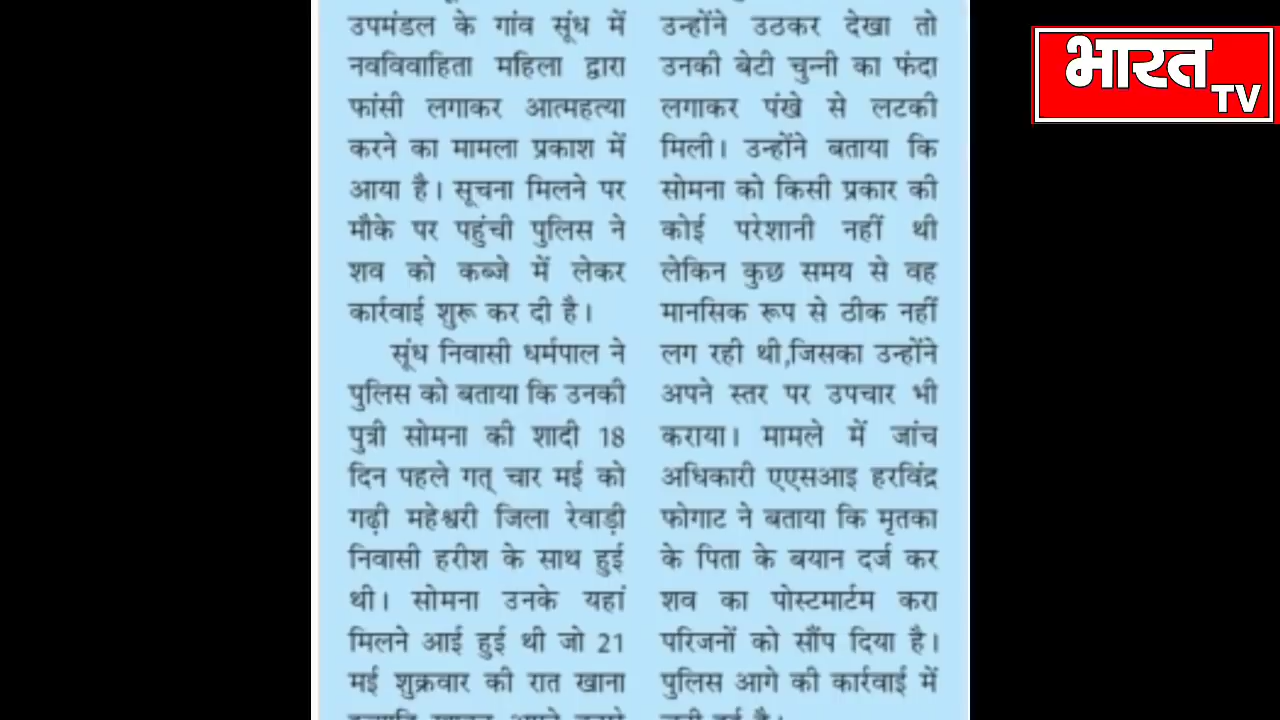 उपमंडल के गांव सूंध में
नवविवाहिता महिला द्वारा
फांसी लगाकर आत्महत्या
करने का मामला प्रकाश में
आया है। सूचना मिलने पर
मौके पर पहुंची पुलिस ने
शव को कब्जे में लेकर
कार्रवाई शुरू कर दी है।
सूंध निवासी धर्मपाल ने
पुलिस को बताया कि उनकी
पुत्री सोमना की शादी 18
दिन पहले गत् चार मई को
गढ़ी महेश्वरी जिला रेवाड़ी
निवासी हरीश के साथ हुई
थी। सोमना उनके यहां
मिलने आई हुई थी जो 21
मई शुक्रवार की रात खाना
उन्होंने उठकर देखा तो
उनकी बेटी चुन्नी का फंदा
लगाकर पंखे से लटकी
मिली। उन्होंने बताया कि
सोमना को किसी प्रकार की
कोई परेशानी नहीं थी
लेकिन कुछ समय से वह
मानसिक रूप से ठीक नहीं
लग रही थी,जिसका उन्होंने
अपने स्तर पर उपचार भी
कराया। मामले में जांच
अधिकारी एएसआइ हरविंद्र
फोगाट ने बताया कि मृतका
के पिता के बयान दर्ज कर
शव का पोस्टमार्टम करा
परिजनों को सौंप दिया है।
पुलिस आगे की कार्रवाई में
भारत
TV